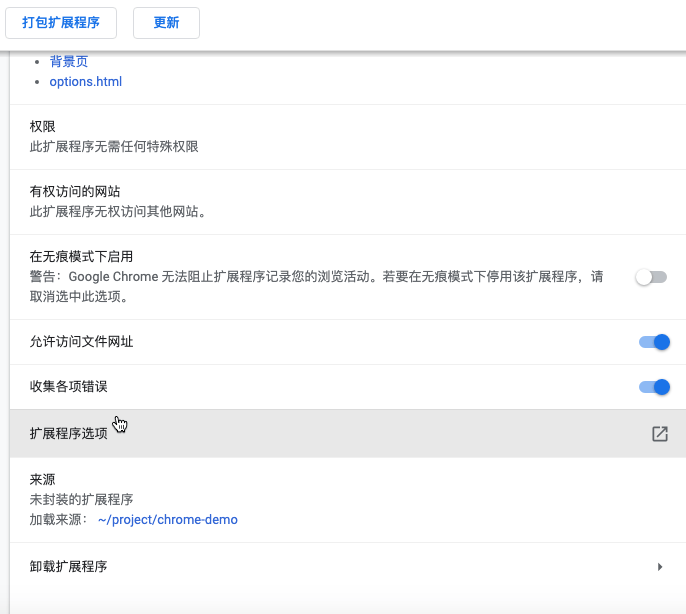 打包扩展程序 更新
背景页
options.html
权限
此扩展程序无需任何特殊权限
有权访问的网站
此扩展程序无权访问其他网站。
在无痕模式下启用
警告：Google Chrome 无法阻止扩展程序记录您的浏览活动。若要在无痕模式下停用该扩展程序，请
取消选中此选项。
允许访问文件网址
收集各项错误
扩展程序选项
来源
未封装的扩展程序
加载来源： ~/project/chrome-demo
卸载扩展程序